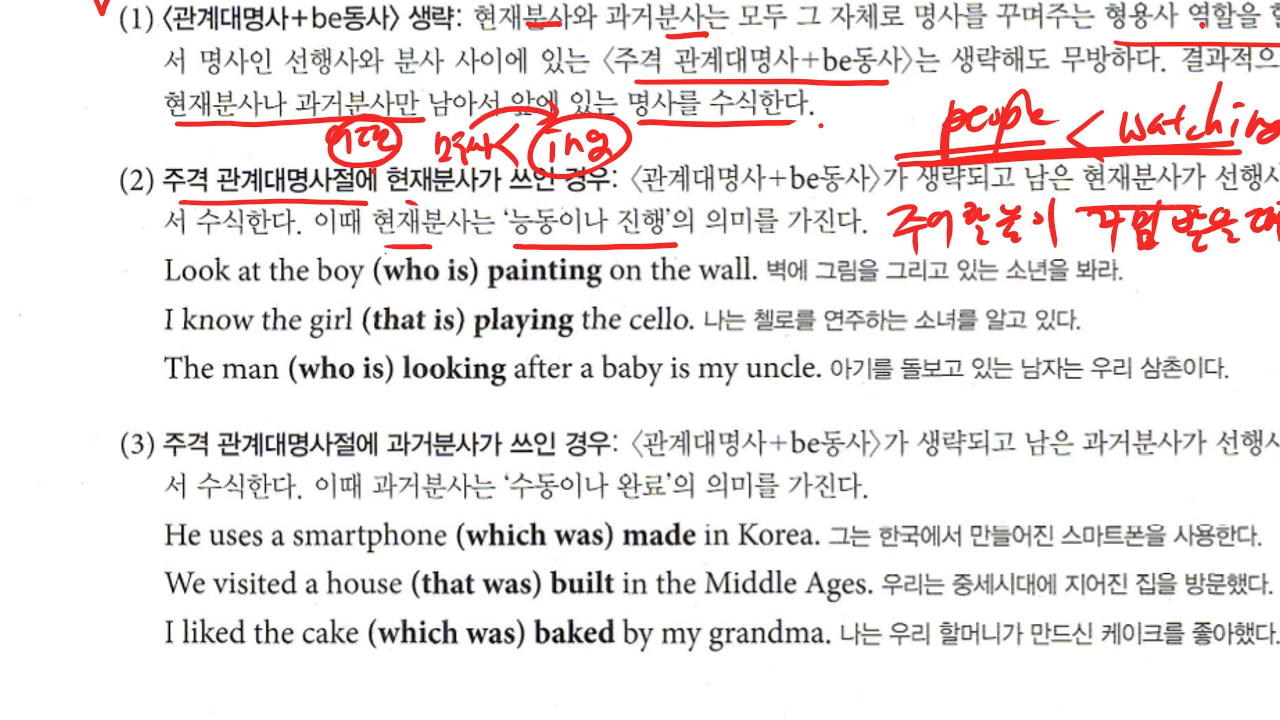 (1) 〈관계대명사+be동사〉 생략: 현재분사와 과거분사는 모두 그 자체로 명사를 꾸며주는 형용사 역할을
서 명사인 선행사와 분사 사이에 있는 〈주격 관계대명사+be동사〉는 생략해도 무방하다. 결과적으
현재분사나 과거분사만 남아서 앞에 있는 명사를 수식한다.
people < watching
ing
(2) 주격 관계대명사절에 현재분사가 쓰인 경우: 〈관계대명사+be동사〉가 생략되고 남은 현재분사가 선행사
서 수식한다. 이때 현재분사는 ‘능동이나 진행’의 의미를 가진다.
Look at the boy (who is) painting on the wall. 벽에 그림을 그리고 있는 소년을 봐라.
I know the girl (that is) playing the cello. 나는 첼로를 연주하는 소녀를 알고 있다.
The man (who is) looking after a baby is my uncle. 아기를 돌보고 있는 남자는 우리 삼촌이다.
(3) 주격 관계대명사절에 과거분사가 쓰인 경우: 〈관계대명사+be동사〉가 생략되고 남은 과거분사가 선행사
서 수식한다. 이때 과거분사는 ‘수동이나 완료’의 의미를 가진다.
He uses a smartphone (which was) made in Korea. 그는 한국에서 만들어진 스마트폰을 사용한다.
We visited a house (that was) built in the Middle Ages. 우리는 중세시대에 지어진 집을 방문했다.
I liked the cake (which was) baked by my grandma. 나는 우리 할머니가 만드신 케이크를 좋아했다.